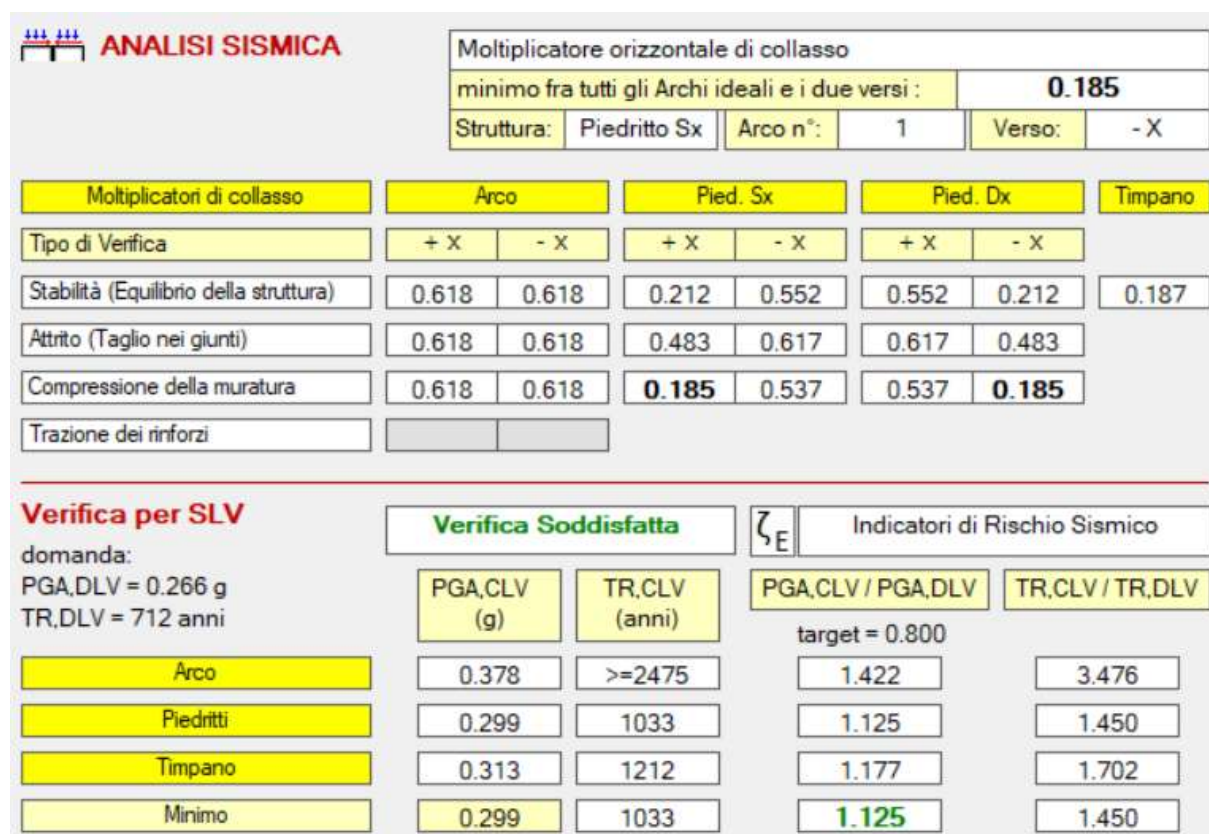 ANALISI SISMICA
Moltiplicatore orizzontale di collasso
minimo fra tutti gli Archi ideali e i due versi : 0.185
Struttura: Piedritto Sx Arco n°: 1 Verso: - X
Moltiplicatori di collasso Arco Pied. Sx Pied. Dx Timpano
Tipo di Verifica + X - X + X - X + X - X
Stabilità (Equilibrio della struttura) 0.618 0.618 0.212 0.552 0.552 0.212 0.187
Attrito (Taglio nei giunti) 0.618 0.618 0.483 0.617 0.617 0.483
Compressione della muratura 0.618 0.618 0.185 0.537 0.537 0.185
Trazione dei rinforzi
Verifica per SLV Verifica Soddisfatta ζE Indicatori di Rischio Sismico
domanda:
PGA,DLV = 0.266 g
TR,DLV = 712 anni
PGA,CLV (g) TR,CLV (anni) PGA,CLV / PGA,DLV TR,CLV / TR,DLV
target = 0.800
Arco 0.378 >=2475 1.422 3.476
Piedritti 0.299 1033 1.125 1.450
Timpano 0.313 1212 1.177 1.702
Minimo 0.299 1033 1.125 1.450